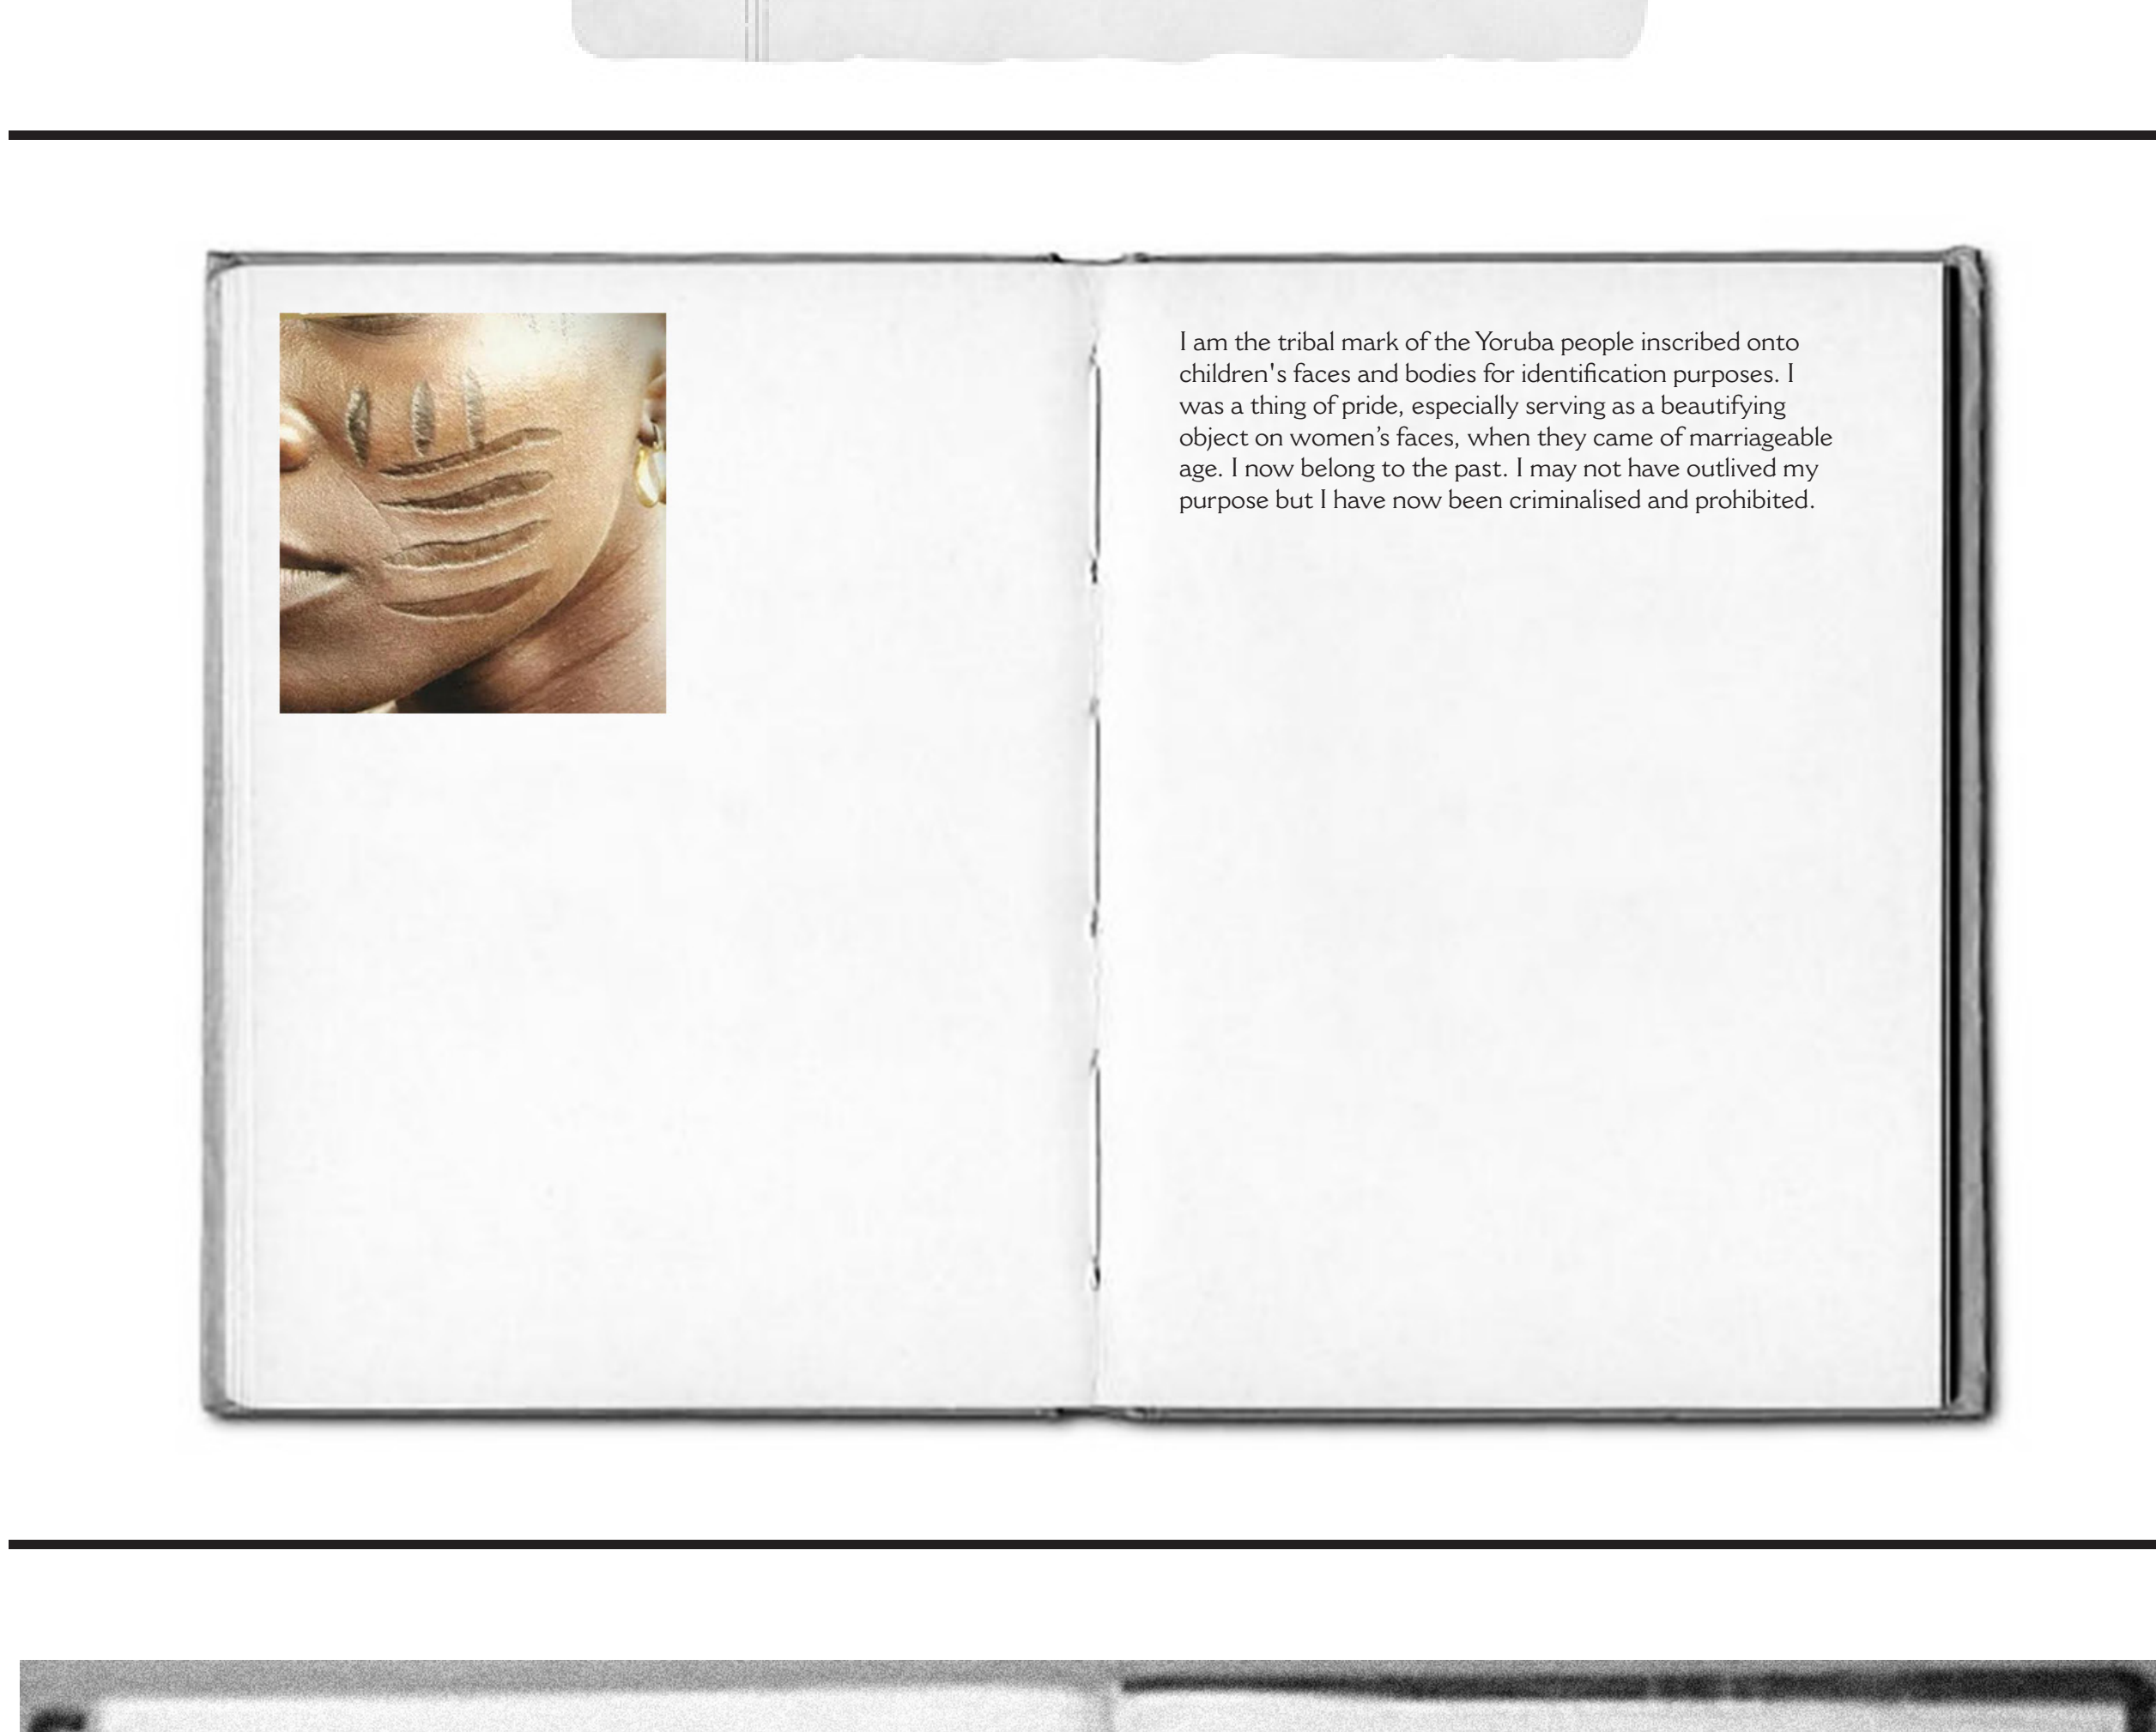 I am the tribal mark of the Yoruba people inscribed onto
children's faces and bodies for identification purposes. I
was a thing of pride, especially serving as a beautifying
object on women’s faces, when they came of marriageable
age. I now belong to the past. I may not have outlived my
purpose but I have now been criminalised and prohibited.